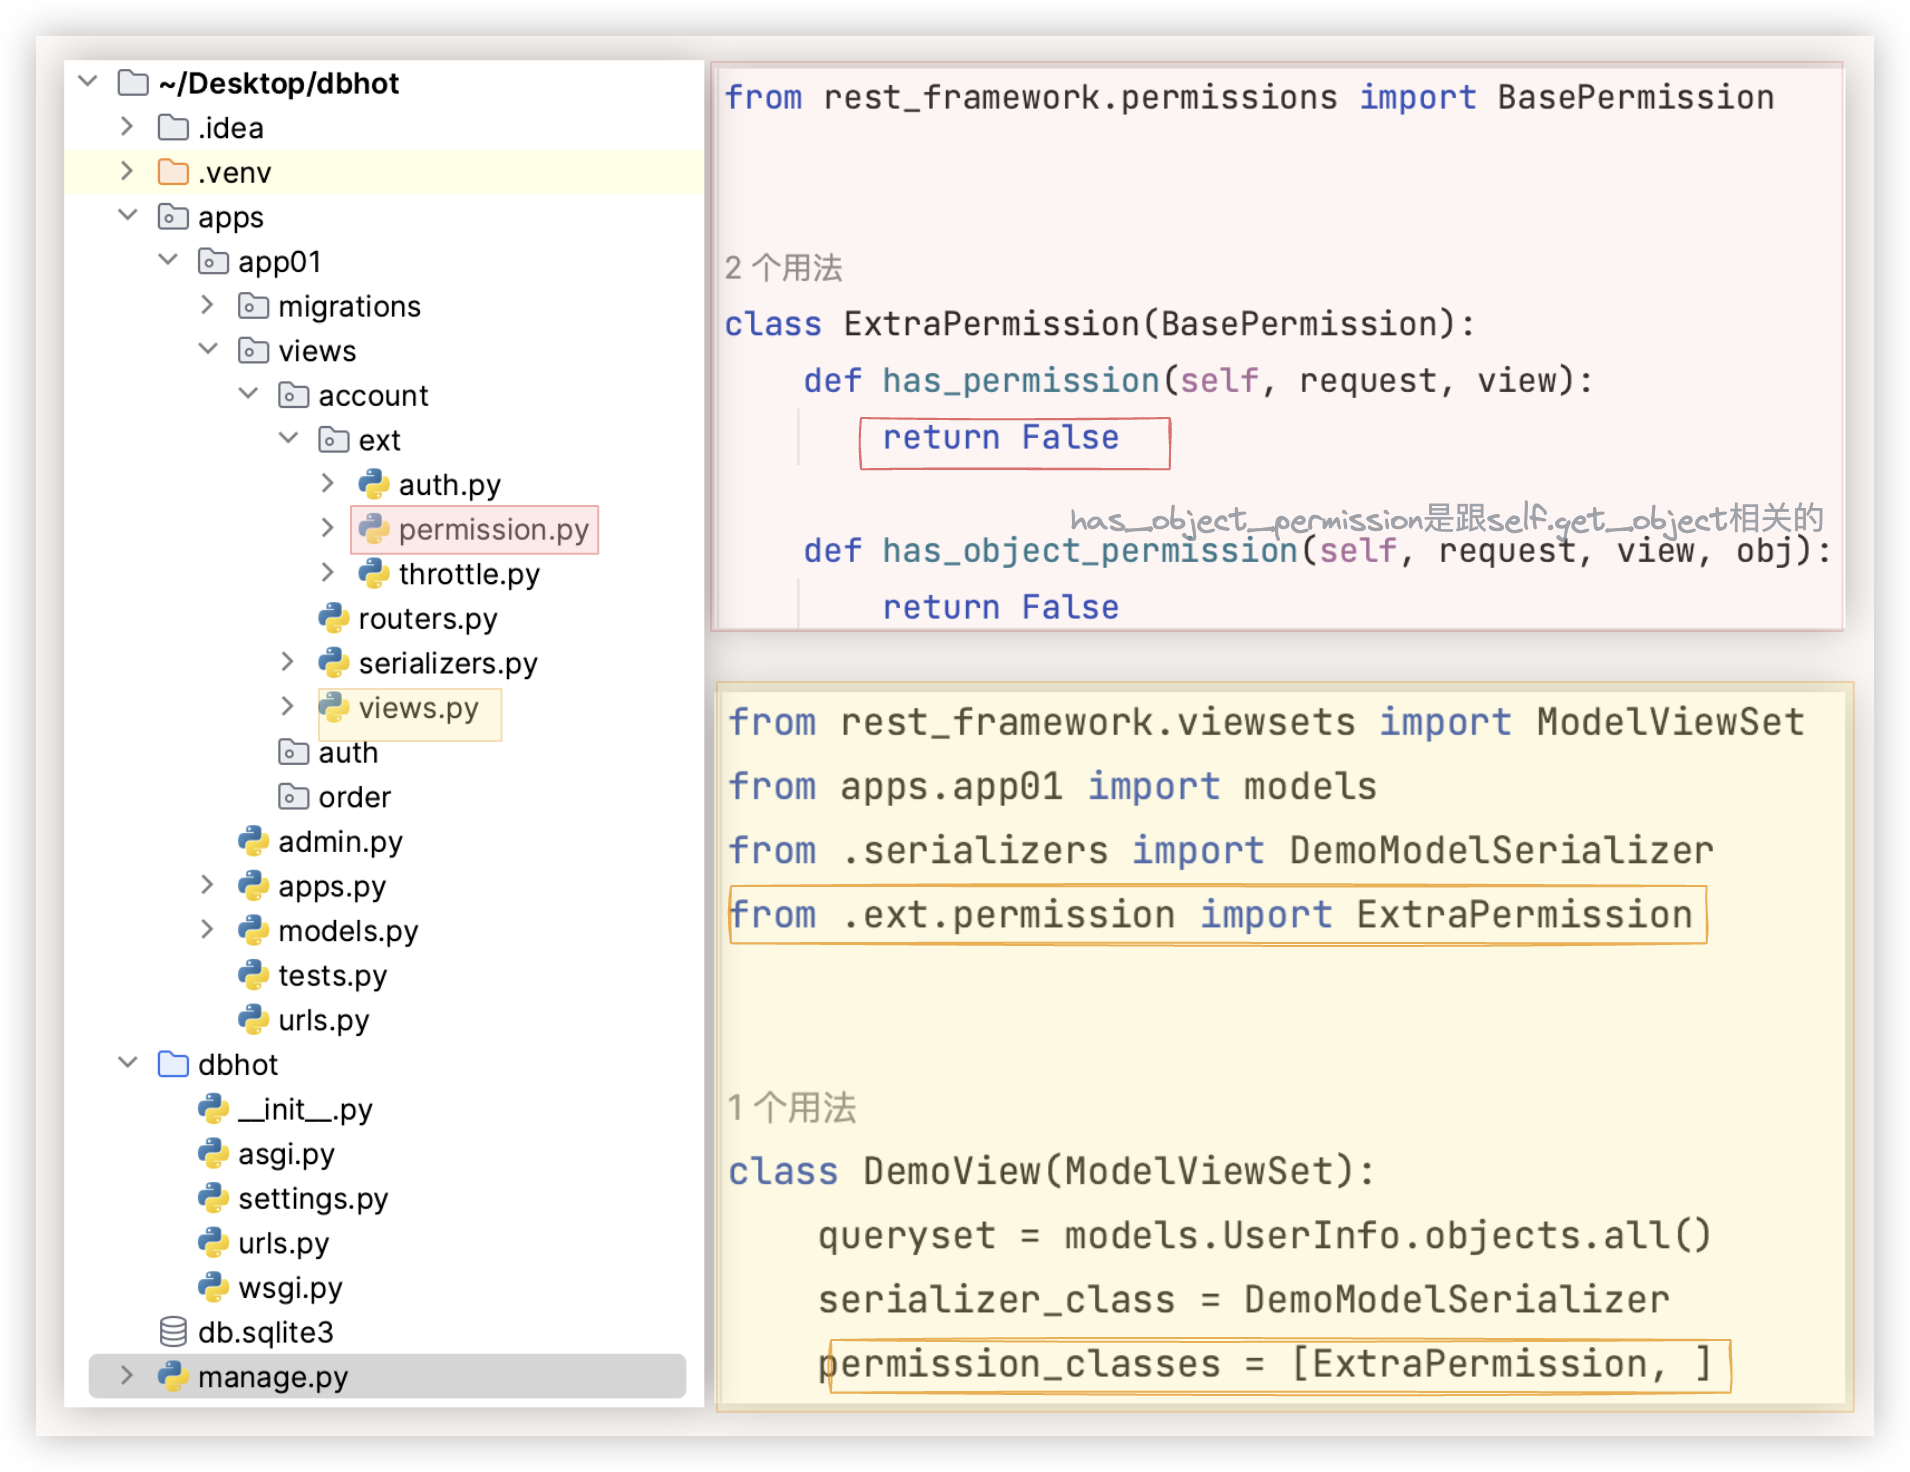 ~/Desktop/dbhot
.idea
.venv
apps
app01
migrations
views
account
ext
auth.py
permission.py
throttle.py
routers.py
serializers.py
views.py
auth
order
admin.py
apps.py
models.py
tests.py
urls.py
dbhot
__init__.py
asgi.py
settings.py
urls.py
wsgi.py
db.sqlite3
manage.py
from rest_framework.permissions import BasePermission
2 个用法
class ExtraPermission(BasePermission):
def has_permission(self, request, view):
return False
has_object_permission是跟self.get_object相关的
def has_object_permission(self, request, view, obj):
return False
from rest_framework.viewsets import ModelViewSet
from apps.app01 import models
from .serializers import DemoModelSerializer
from .ext.permission import ExtraPermission
1 个用法
class DemoView(ModelViewSet):
queryset = models.UserInfo.objects.all()
serializer_class = DemoModelSerializer
permission_classes = [ExtraPermission, ]